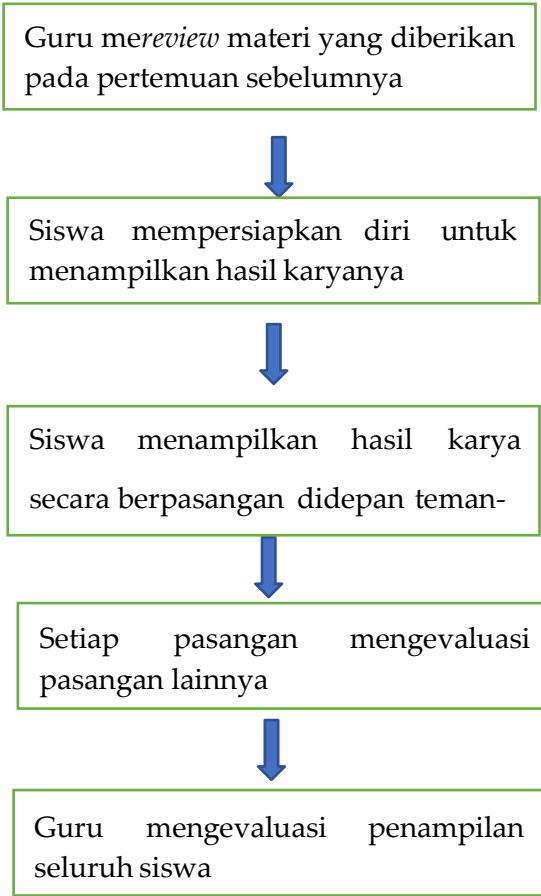 Guru mereview materi yang diberikan
pada pertemuan sebelumnya
Siswa mempersiapkan diri untuk
menampilkan hasil karyanya
Siswa menampilkan hasil karya
secara berpasangan didepan teman-
Setiap pasangan mengevaluasi
pasangan lainnya
Guru mengevaluasi penampilan
seluruh siswa